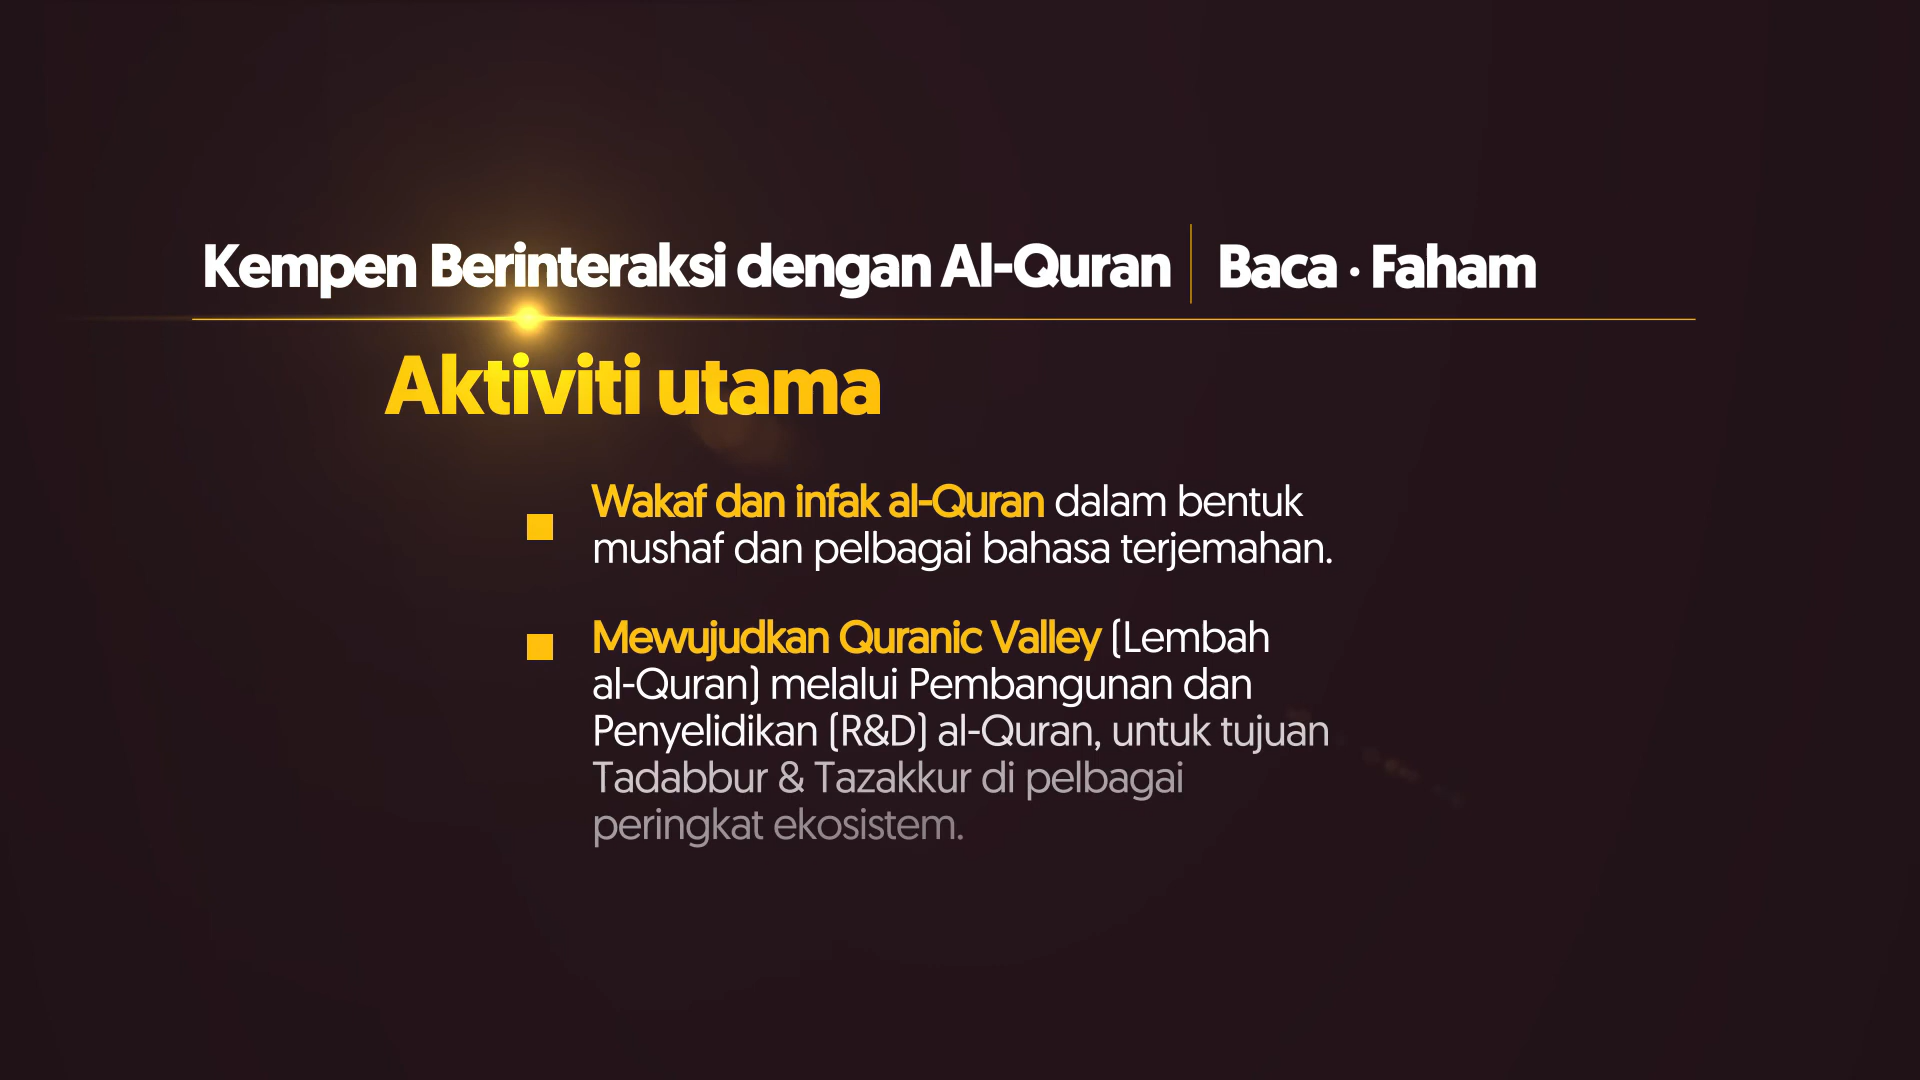 Kempen Berinteraksi dengan Al-Quran | Baca · Faham
Aktiviti utama
Wakaf dan infak al-Quran dalam bentuk
mushaf dan pelbagai bahasa terjemahan.
Mewujudkan Quranic Valley (Lembah
al-Quran) melalui Pembangunan dan
Penyelidikan (R&D) al-Quran, untuk tujuan
Tadabbur & Tazakkur di pelbagai
peringkat ekosistem.